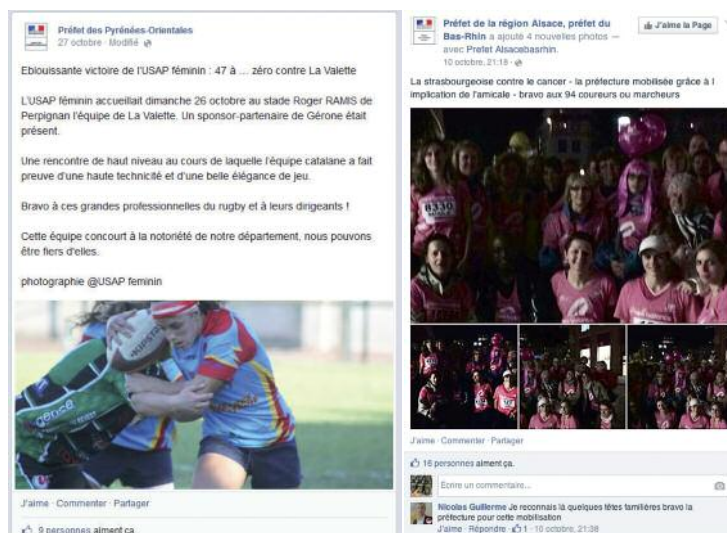 Préfet des Pyrénées-Orientales
27 octobre · Modifié
Eblouissante victoire de l'USAP féminin : 47 à ... zéro contre La Valette
L'USAP féminin accueillait dimanche 26 octobre au stade Roger RAMIS de
Perpignan l'équipe de La Valette. Un sponsor-partenaire de Gérone était
présent.
Une rencontre de haut niveau au cours de laquelle l'équipe catalane a fait
preuve d'une haute technicité et d'une belle élégance de jeu.
Bravo à ces grandes professionnelles du rugby et à leurs dirigeants !
Cette équipe concourt à la notoriété de notre département, nous pouvons
être fiers d'elles.
photographie @USAP feminin
KIPSTA
J'aime · Commenter · Partager
9 personnes aiment ça
Préfet de la région Alsace, préfet du
Bas-Rhin a ajouté 4 nouvelles photos —
avec Prefet Alsacebasrhin.
10 octobre, 21:18 ·
J'aime la Page
La strasbourgeoise contre le cancer - la préfecture mobilisée grâce à l
implication de l'amicale - bravo aux 94 coureurs ou marcheurs
8330
J'aime · Commenter · Partager
16 personnes aiment ça.
Ecrire un commentaire...
Nicolas Guillerme Je reconnais là quelques têtes familières bravo la
préfecture pour cette mobilisation
J'aime · Répondre · 1 · 10 octobre, 21:38